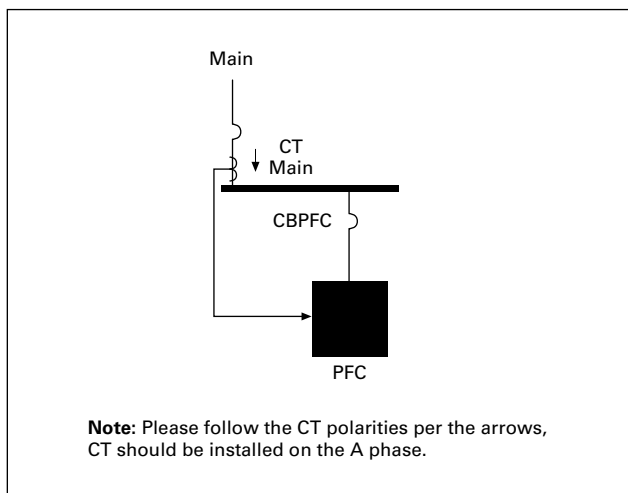 Main
CT
Main
CBPFC
PFC
Note: Please follow the CT polarities per the arrows,
CT should be installed on the A phase.